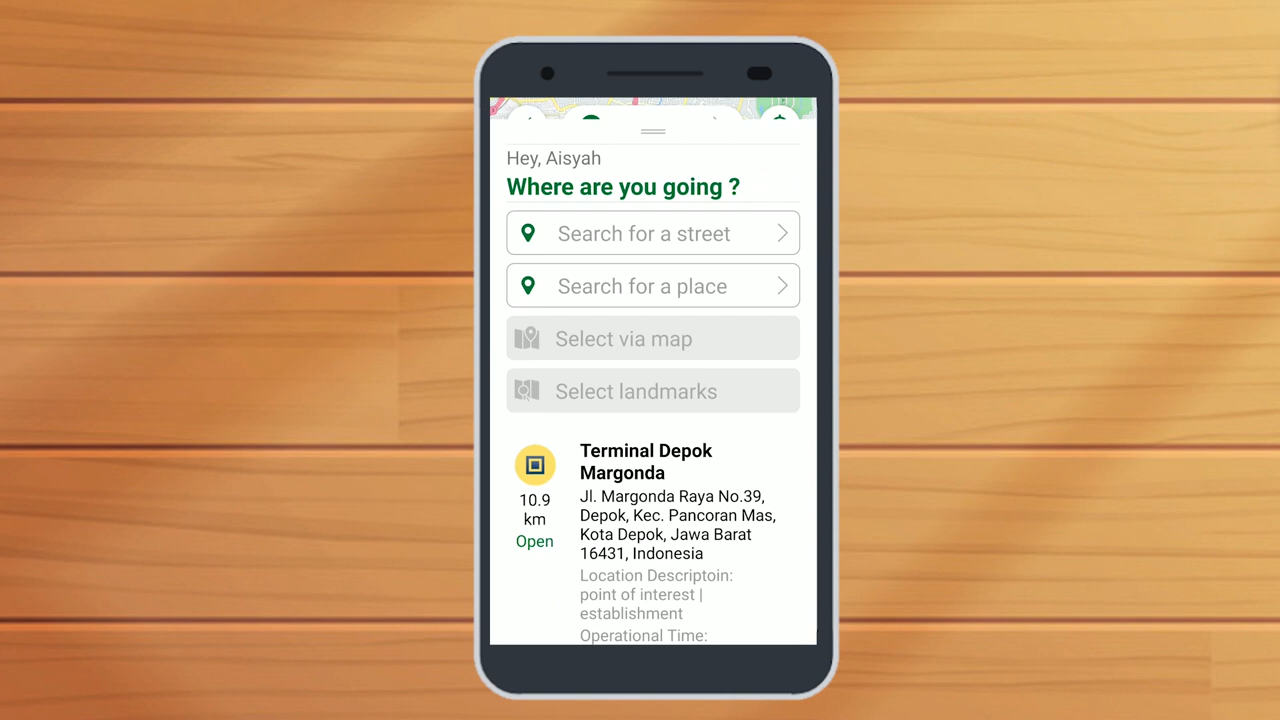 Hey, Aisyah
Where are you going ?
Search for a street
Search for a place
Select via map
Select landmarks
Terminal Depok
Margonda
10.9
km
Open
Jl. Margonda Raya No.39,
Depok, Kec. Pancoran Mas,
Kota Depok, Jawa Barat
16431, Indonesia
Location Descriptoin:
point of interest |
establishment
Operational Time: